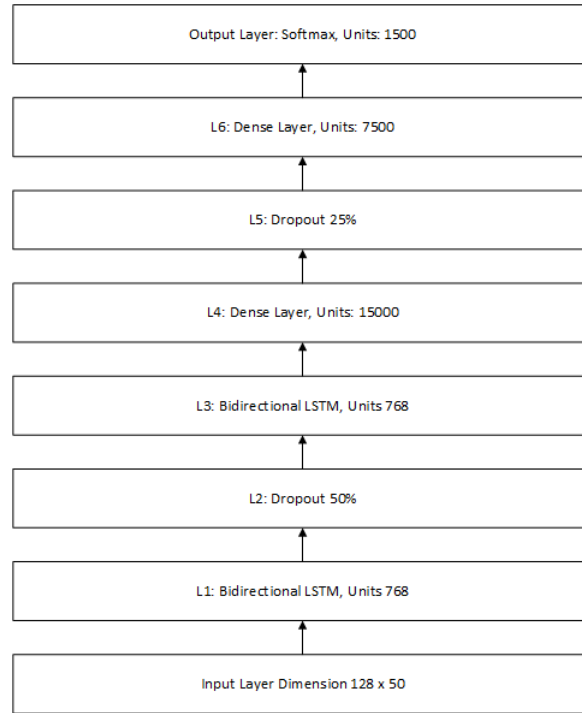 Output Layer: Softmax, Units: 1500
L6: Dense Layer, Units: 7500
L5: Dropout 25%
L4: Dense Layer, Units: 15000
L3: Bidirectional LSTM, Units 768
L2: Dropout 50%
L1: Bidirectional LSTM, Units 768
Input Layer Dimension 128 x 50